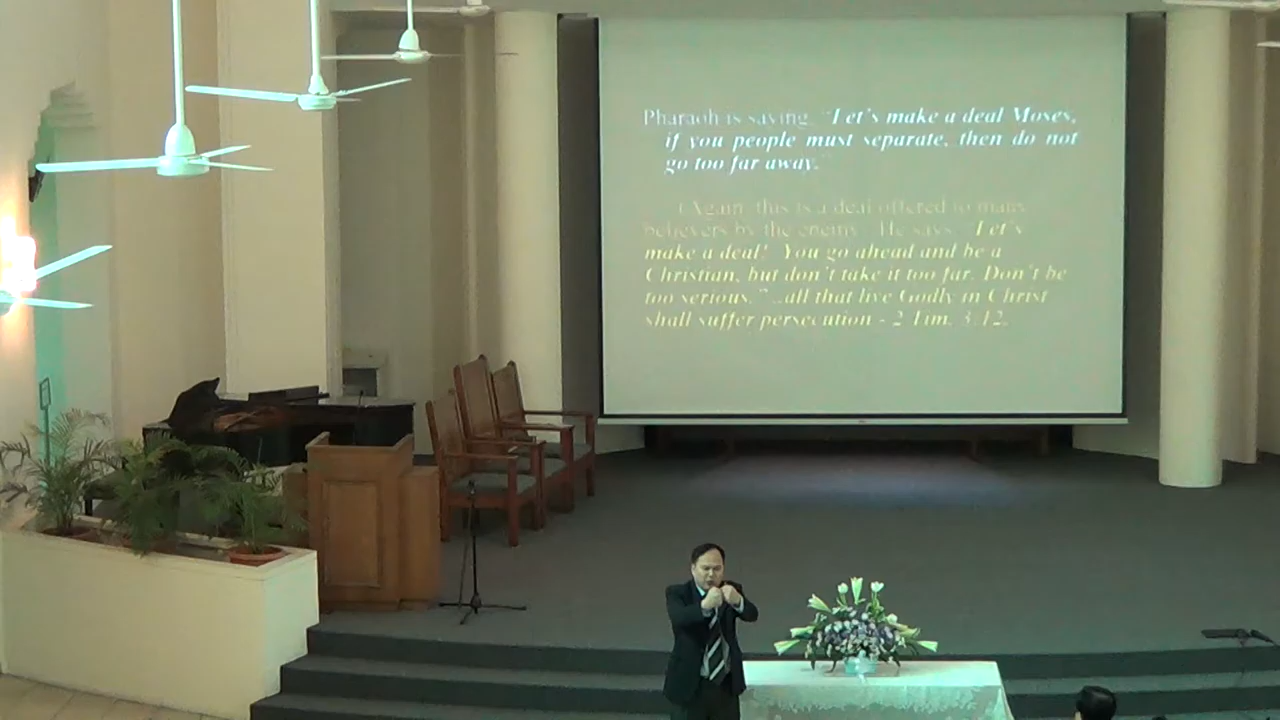 Pharaoh is saying, "Let's make a deal Moses,
if you people must separate, then do not
go too far away."
(Again, this is a deal offered to many
believers by the enemy. He says, "Let's
make a deal! You go ahead and be a
Christian, but don't take it too far. Don't be
too serious." ...all that live Godly in Christ
shall suffer persecution - 2 Tim. 3:12.